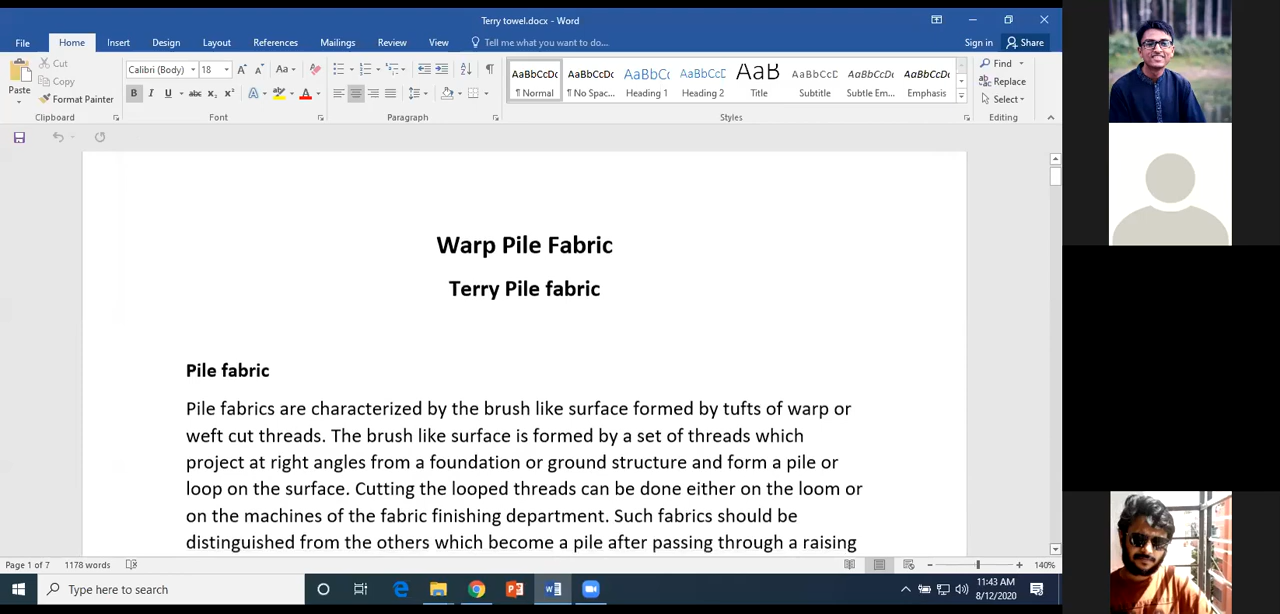 Terry towel.docx - Word
File Home Insert Design Layout References Mailings Review View Tell me what you want to do... Sign in Share
Paste Cut Copy Format Painter
Calibri (Body) 18
AaBbCcDc ¶ Normal
AaBbCcDc ¶ No Spac...
AaBbC Heading 1
AaBbCcD Heading 2
AaB Title
AaBbCcD Subtitle
AaBbCcDc Subtle Em...
AaBbCcDc Emphasis
Find
Replace
Select
Clipboard Font Paragraph Styles Editing
Warp Pile Fabric
Terry Pile fabric
Pile fabric
Pile fabrics are characterized by the brush like surface formed by tufts of warp or
weft cut threads. The brush like surface is formed by a set of threads which
project at right angles from a foundation or ground structure and form a pile or
loop on the surface. Cutting the looped threads can be done either on the loom or
on the machines of the fabric finishing department. Such fabrics should be
distinguished from the others which become a pile after passing through a raising
Page 1 of 7 1178 words 140%
Type here to search
11:43 AM
8/12/2020